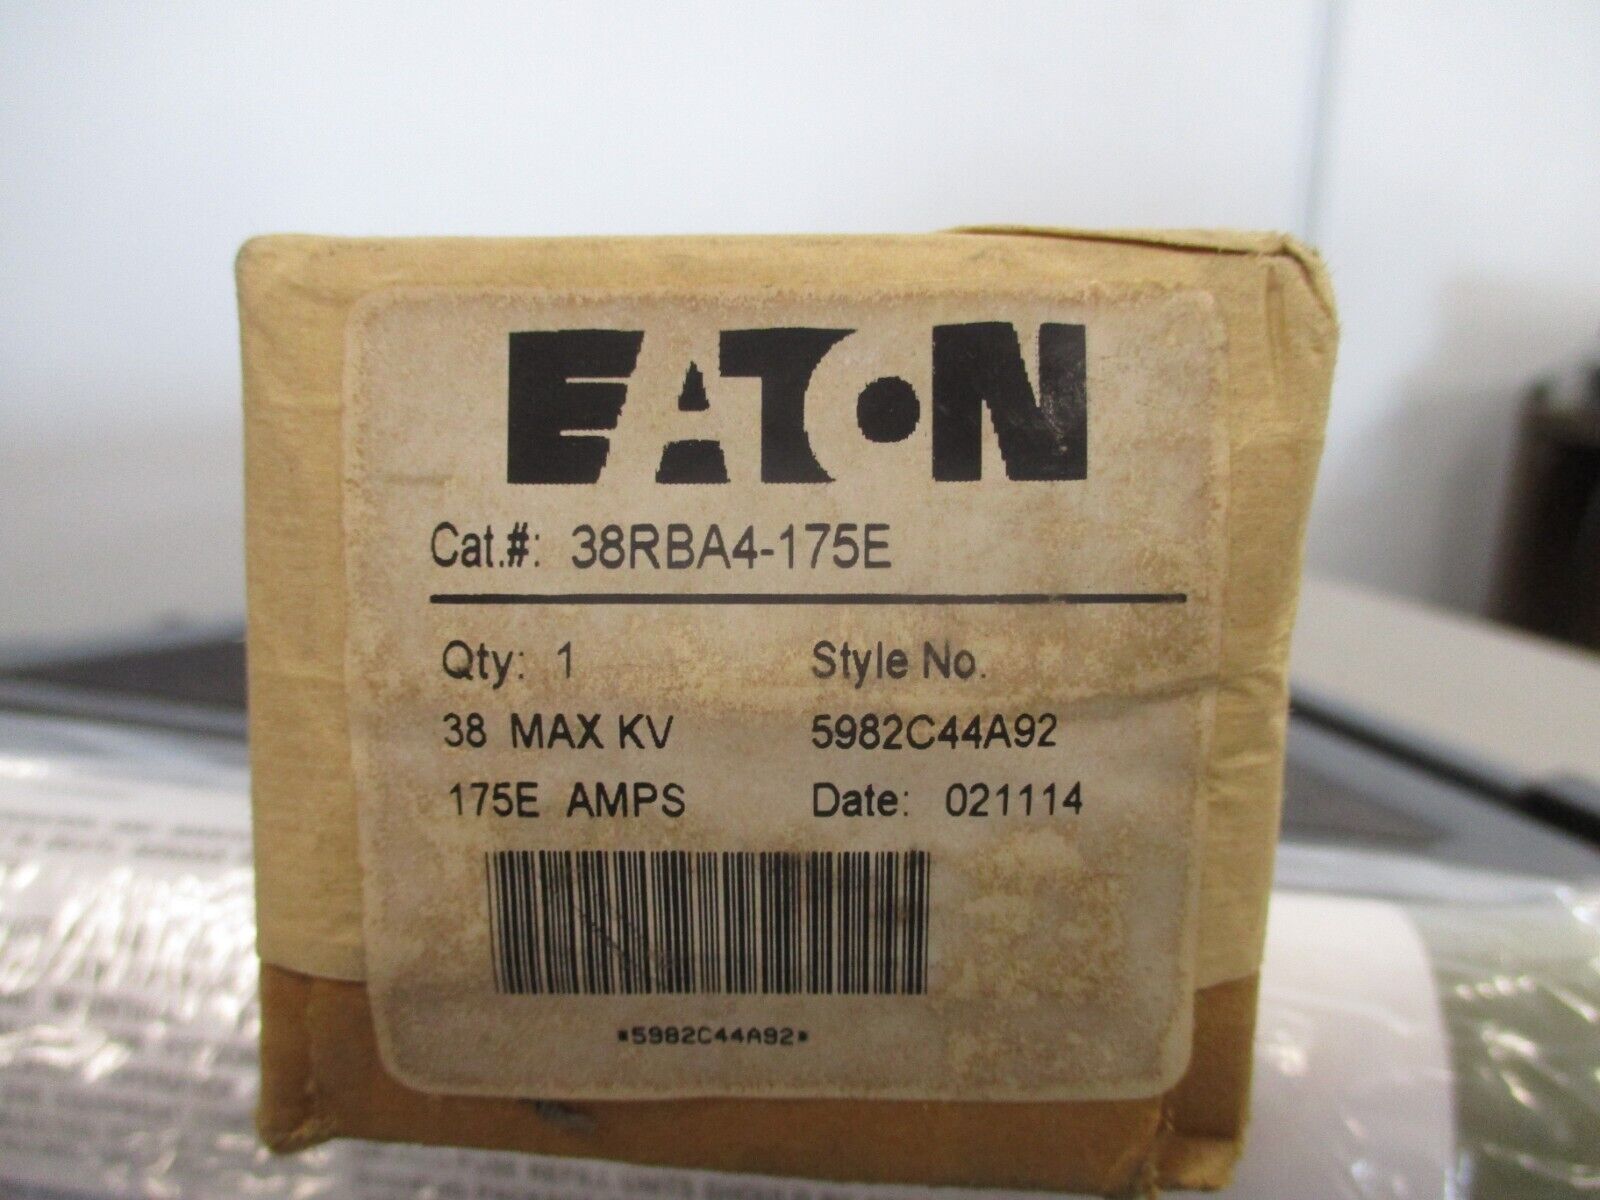 EATON
Cat.#: 38RBA4-175E
Qty: 1 Style No.
38 MAX KV 5982C44A92
175E AMPS Date: 021114
*5982C44A92*